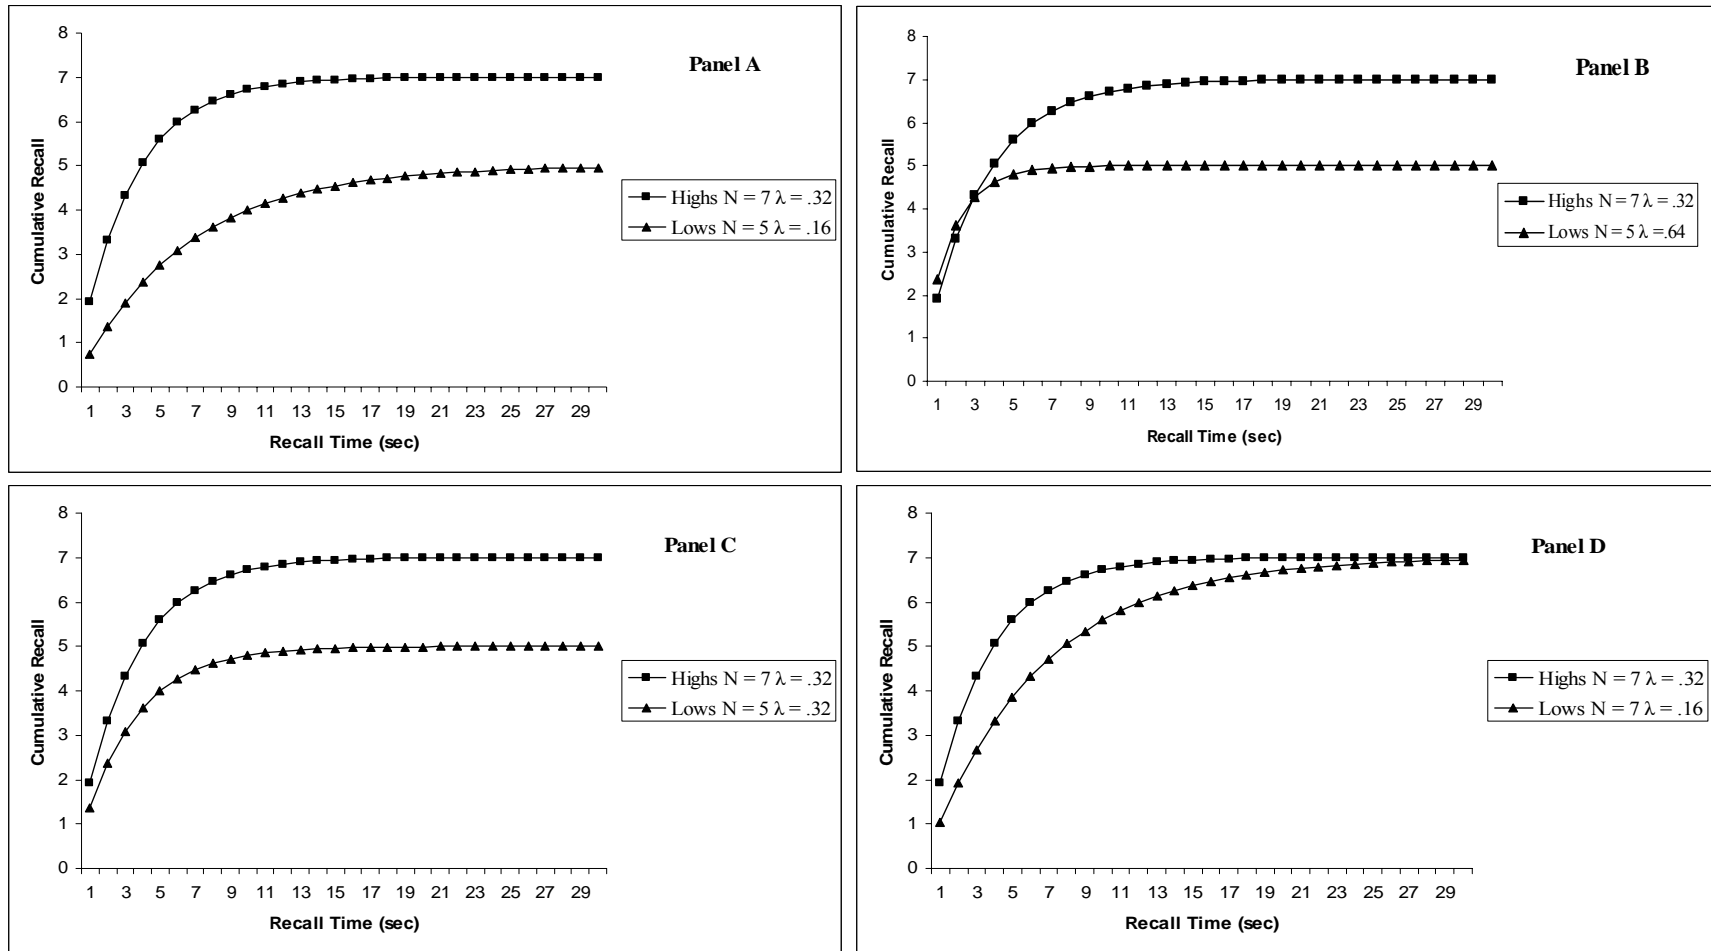 Panel A
8
7
6
5
4
3
2
1
0
Cumulative Recall
1 3 5 7 9 11 13 15 17 19 21 23 25 27 29
Recall Time (sec)
Highs N = 7 λ = .32
Lows N = 5 λ = .16
Panel B
8
7
6
5
4
3
2
1
0
Cumulative Recall
1 3 5 7 9 11 13 15 17 19 21 23 25 27 29
Recall Time (sec)
Highs N = 7 λ = .32
Lows N = 5 λ =.64
Panel C
8
7
6
5
4
3
2
1
0
Cumulative Recall
1 3 5 7 9 11 13 15 17 19 21 23 25 27 29
Recall Time (sec)
Highs N = 7 λ = .32
Lows N = 5 λ = .32
Panel D
8
7
6
5
4
3
2
1
0
Cumulative Recall
1 3 5 7 9 11 13 15 17 19 21 23 25 27 29
Recall Time (sec)
Highs N = 7 λ = .32
Lows N = 7 λ = .16